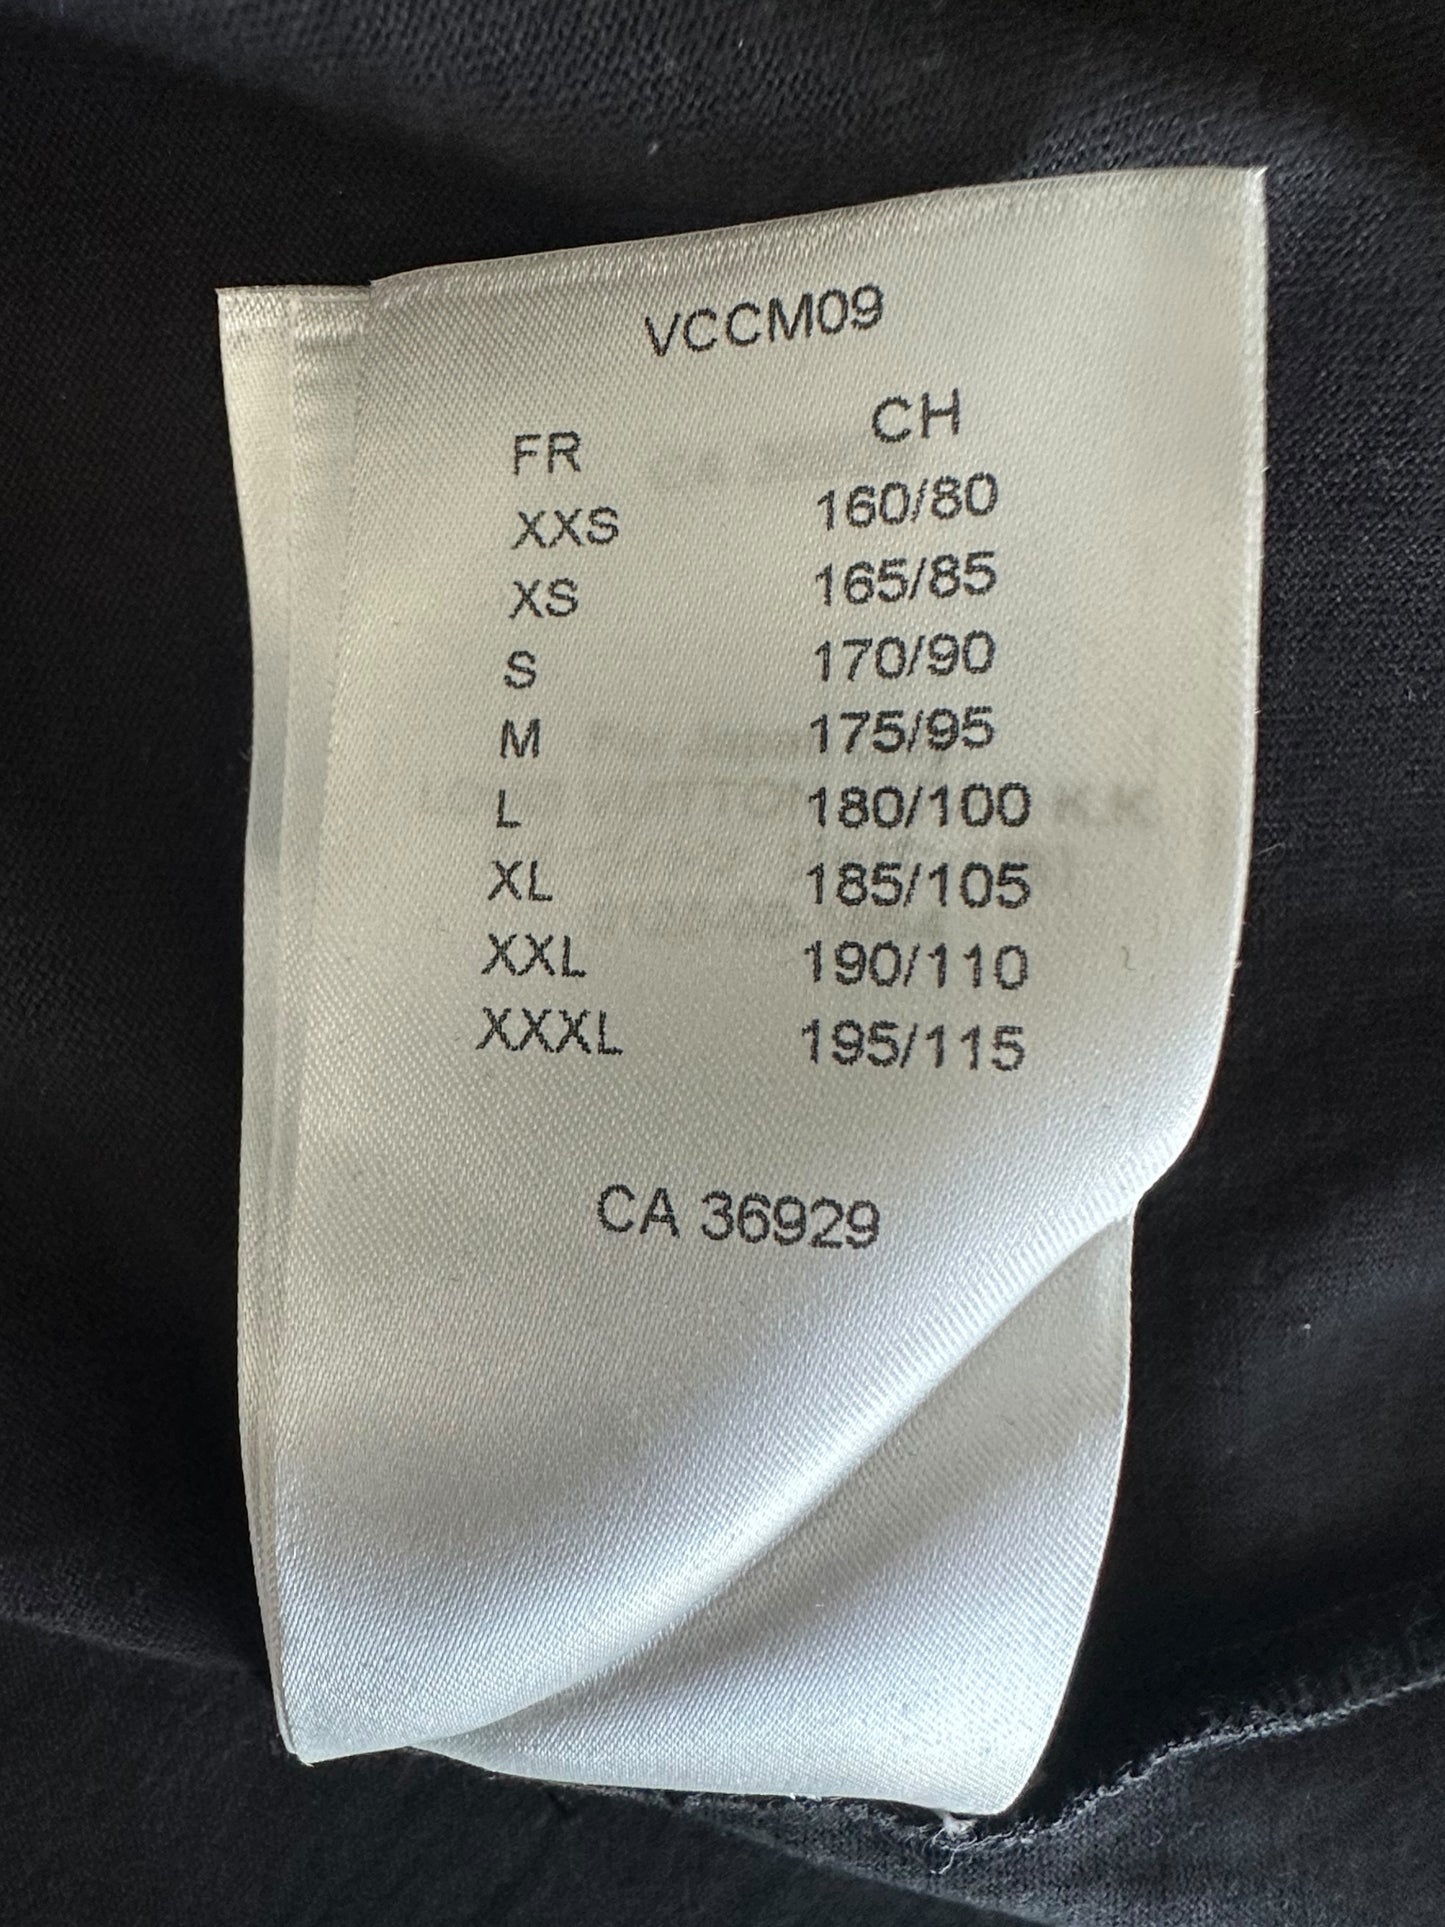 VCCM09
FR CH
XXS 160/80
XS 165/85
S 170/90
M 175/95
L 180/100
XL 185/105
XXL 190/110
XXXL 195/115
CA 36929